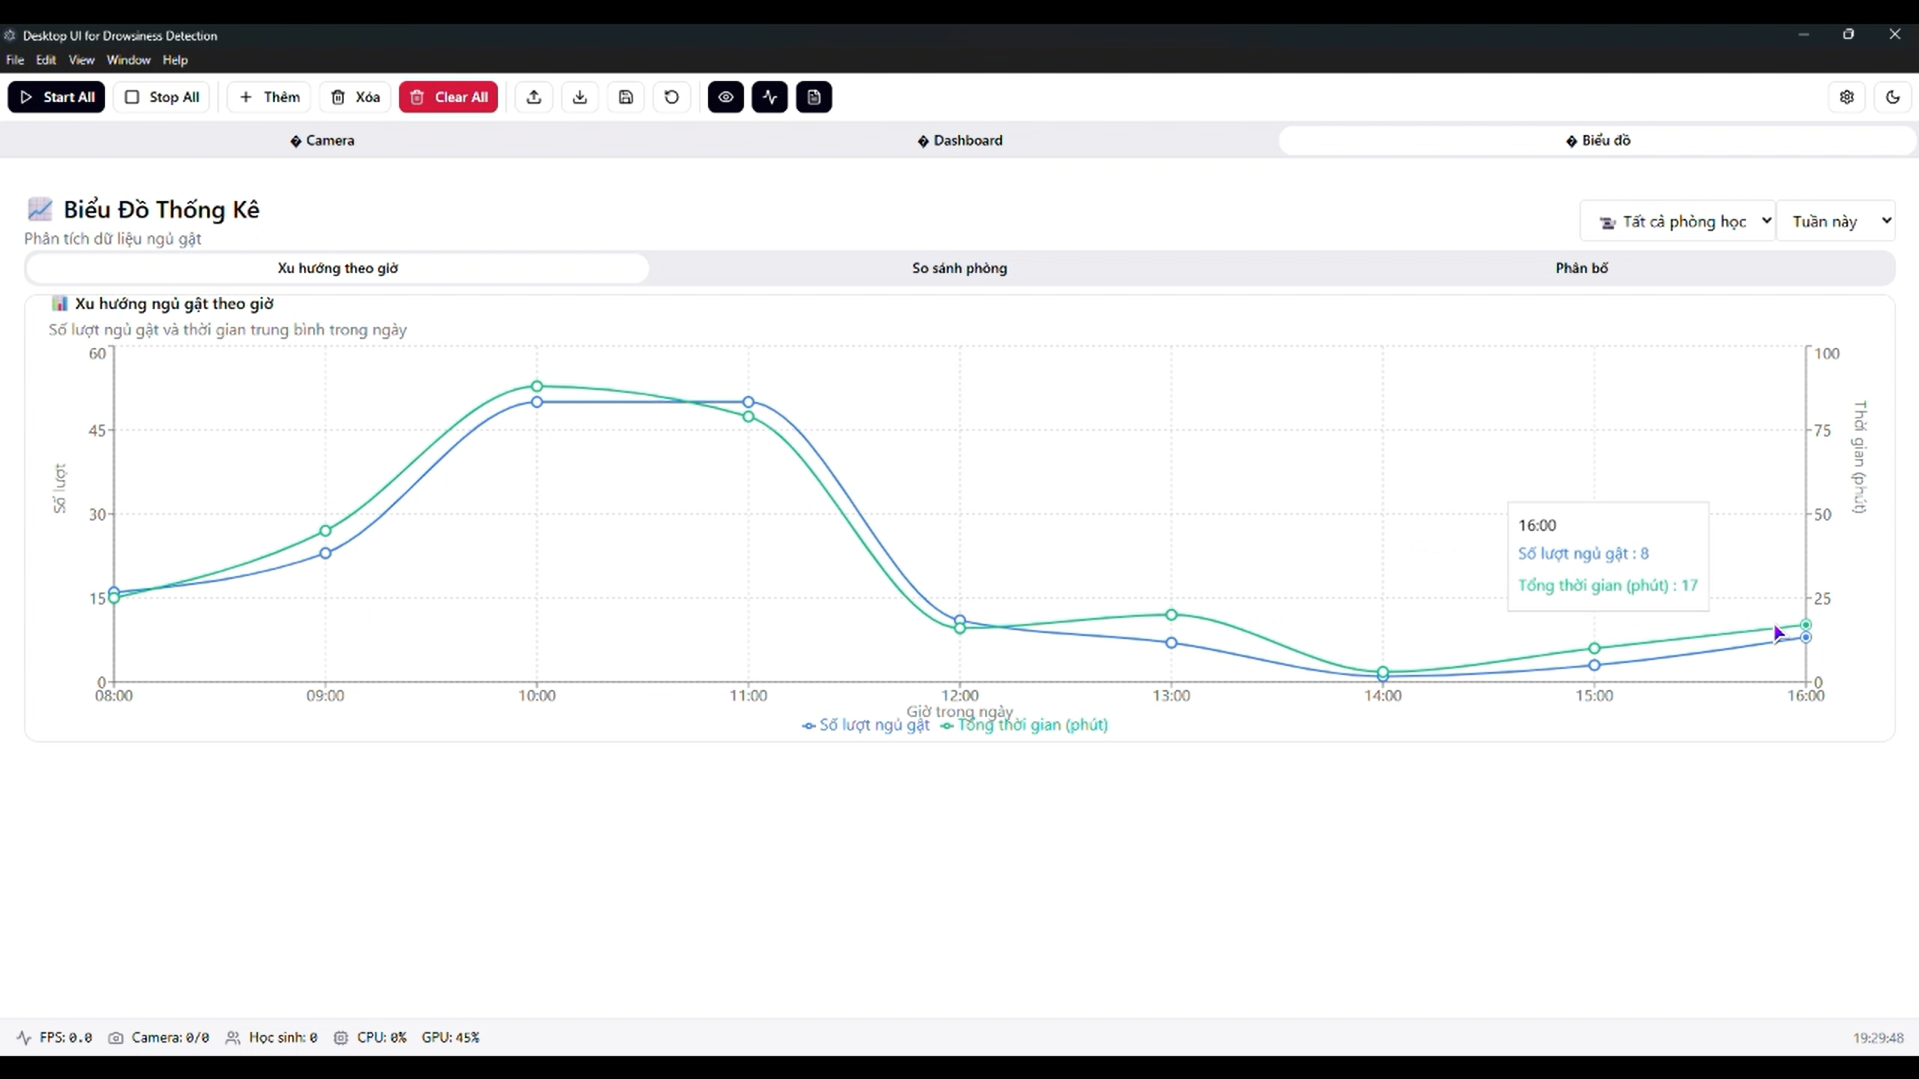 Desktop UI for Drowsiness Detection
File Edit View Window Help
Start All Stop All Thêm Xóa Clear All
� Camera � Dashboard � Biểu đồ
Biểu Đồ Thống Kê
Phân tích dữ liệu ngủ gật
Tất cả phòng học Tuần này
Xu hướng theo giờ So sánh phòng Phân bố
Xu hướng ngủ gật theo giờ
Số lượt ngủ gật và thời gian trung bình trong ngày
60 100
45 75
30 50
15 25
0 0
Số lượt
Thời gian (phút)
16:00
Số lượt ngủ gật : 8
Tổng thời gian (phút) : 17
08:00 09:00 10:00 11:00 12:00 13:00 14:00 15:00 16:00
Giờ trong ngày
Số lượt ngủ gật Tổng thời gian (phút)
FPS: 0.0 Camera: 0/0 Học sinh: 0 CPU: 0% GPU: 45% 19:29:48